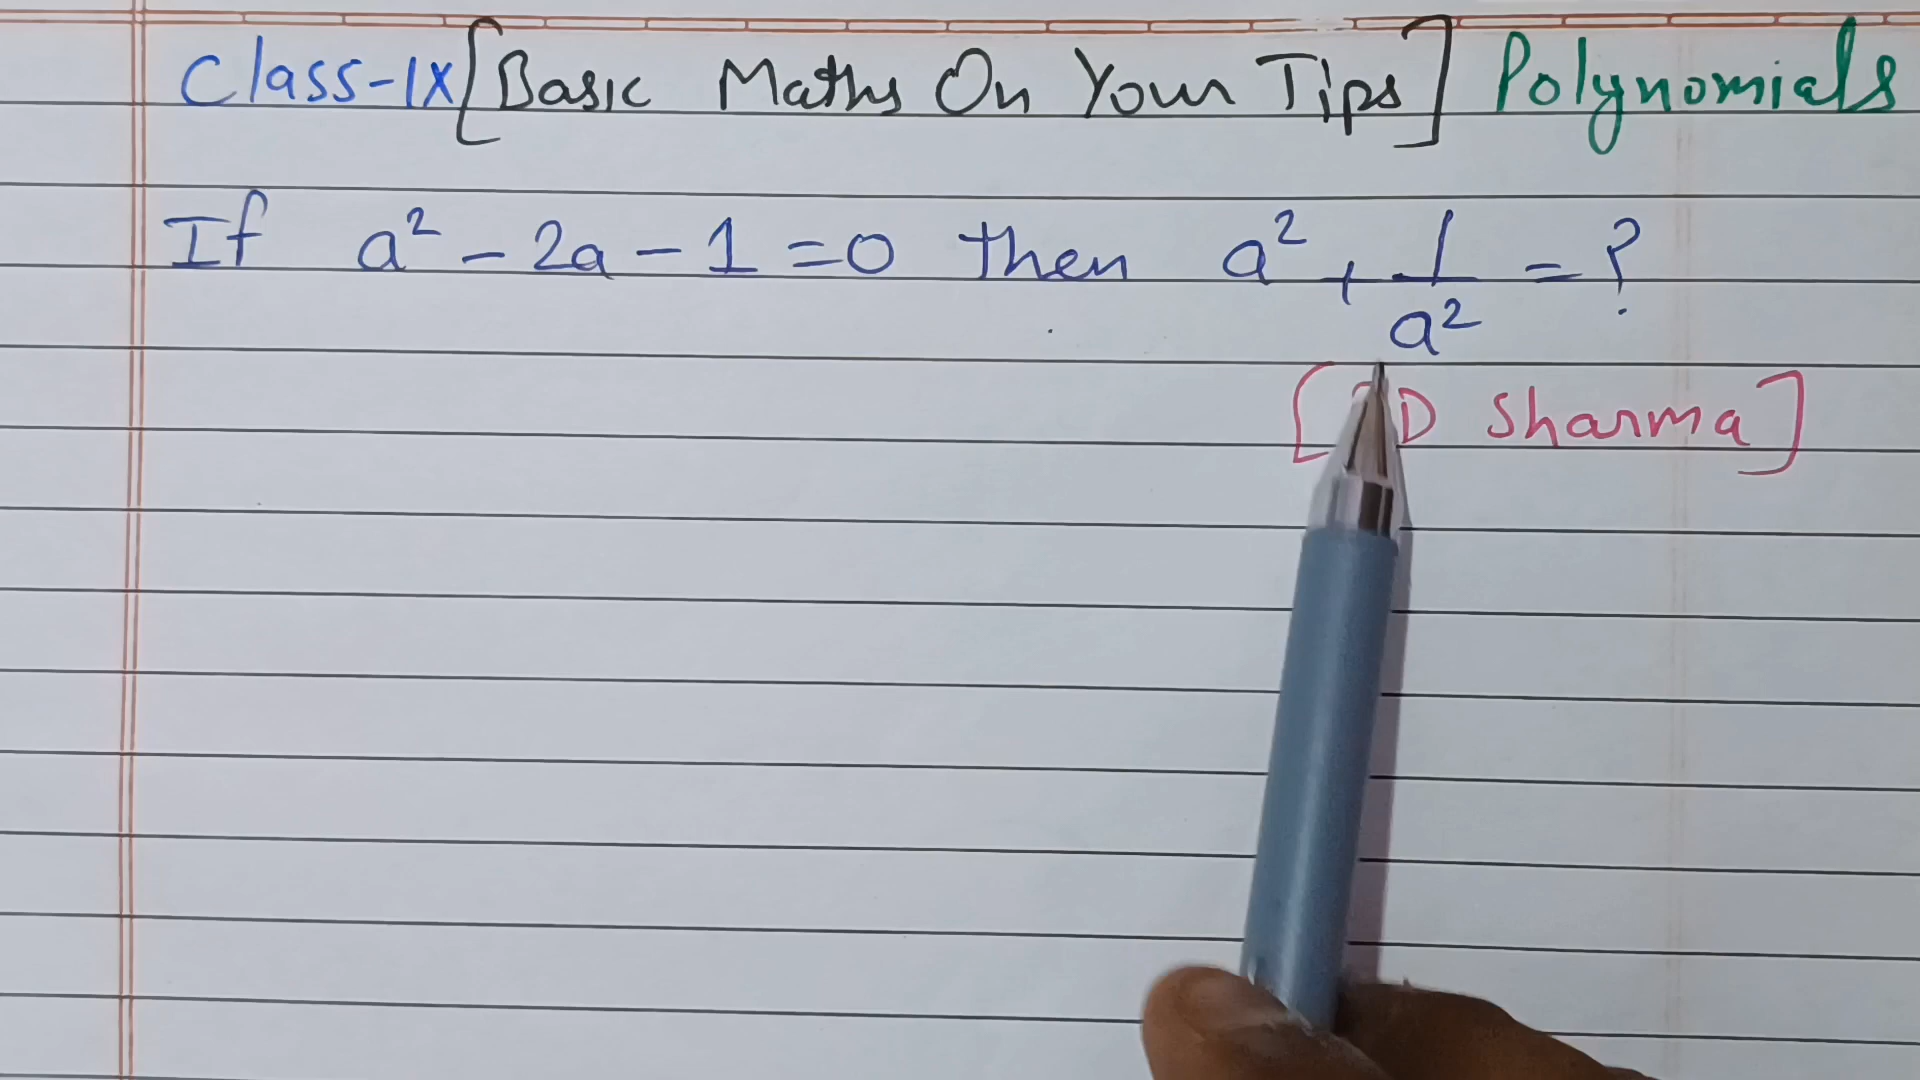 Class-IX [Basic Maths On Your Tips] Polynomials
If a² - 2a - 1 = 0 then a² + 1/a² = ?
[ D Sharma]